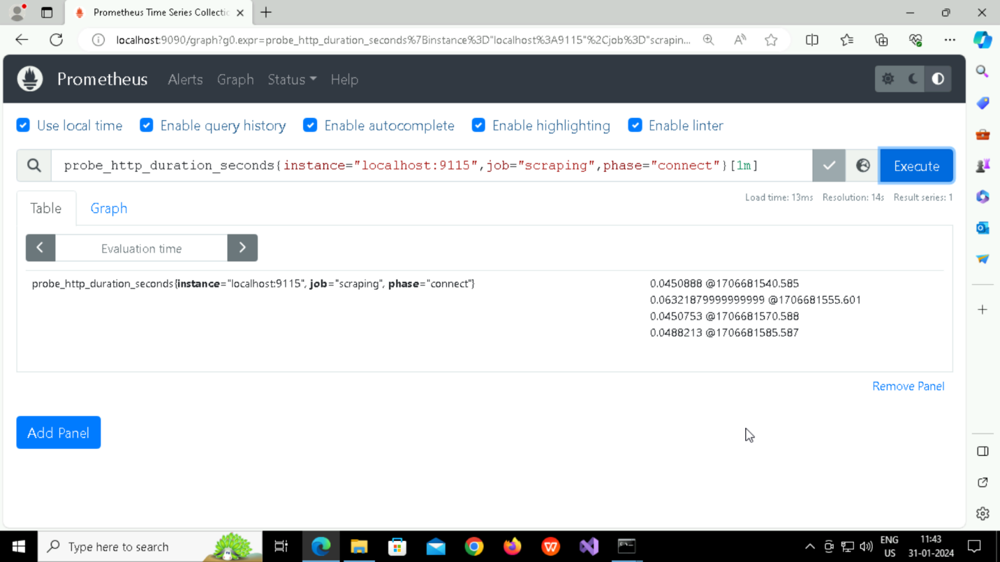 Prometheus Time Series Collectic
localhost:9090/graph?g0.expr=probe_http_duration_seconds%7Binstance%3D"localhost%3A9115"%2Cjob%3D"scrapin...
Prometheus Alerts Graph Status Help
Use local time Enable query history Enable autocomplete Enable highlighting Enable linter
probe_http_duration_seconds{instance="localhost:9115",job="scraping",phase="connect"}[1m] Execute
Table Graph Load time: 13ms Resolution: 14s Result series: 1
Evaluation time
probe_http_duration_seconds{instance="localhost:9115", job="scraping", phase="connect"} 0.0450888 @1706681540.585
0.06321879999999999 @1706681555.601
0.0450753 @1706681570.588
0.0488213 @1706681585.587
Remove Panel
Add Panel
Type here to search
ENG 11:43
US 31-01-2024